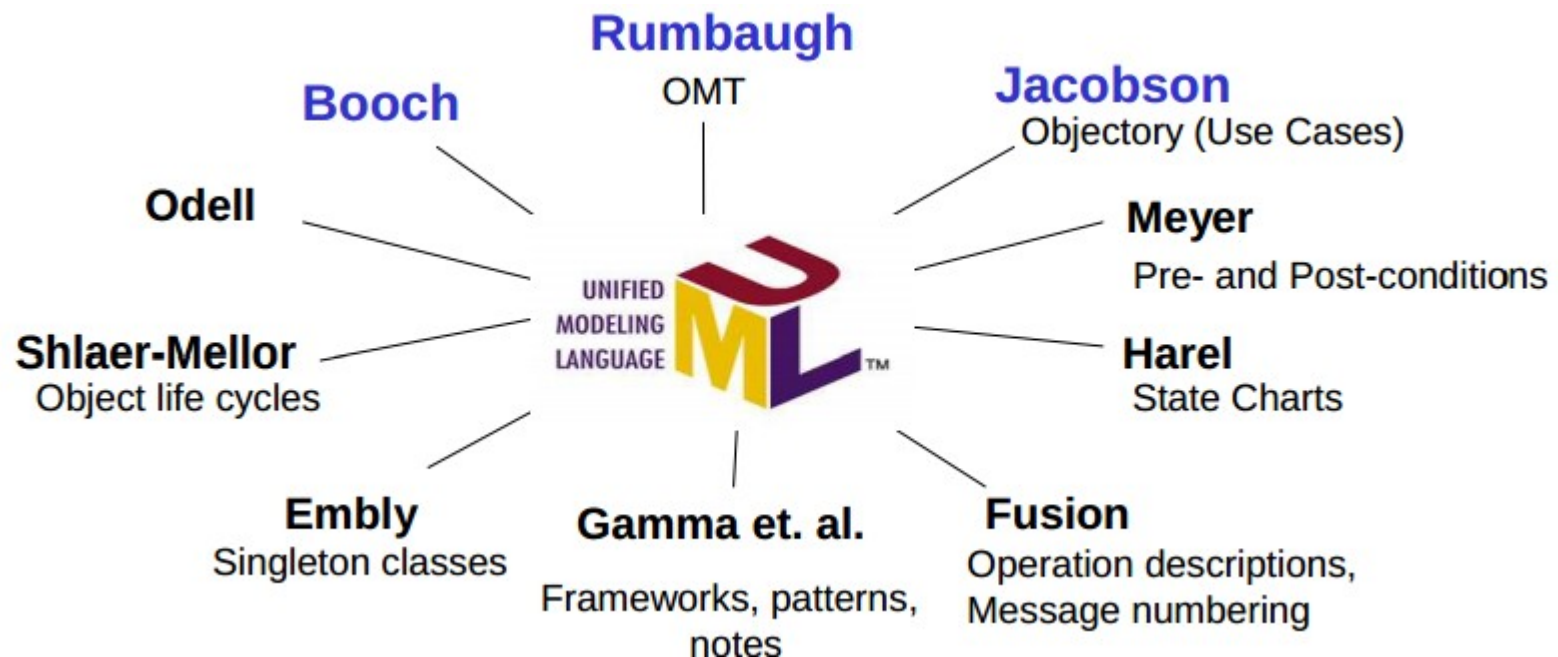 Rumbaugh
OMT
Booch
Jacobson
Objectory (Use Cases)
Odell
Meyer
Pre- and Post-conditions
UNIFIED
MODELING
LANGUAGE
UML
TM
Shlaer-Mellor
Object life cycles
Harel
State Charts
Embly
Singleton classes
Gamma et. al.
Frameworks, patterns,
notes
Fusion
Operation descriptions,
Message numbering